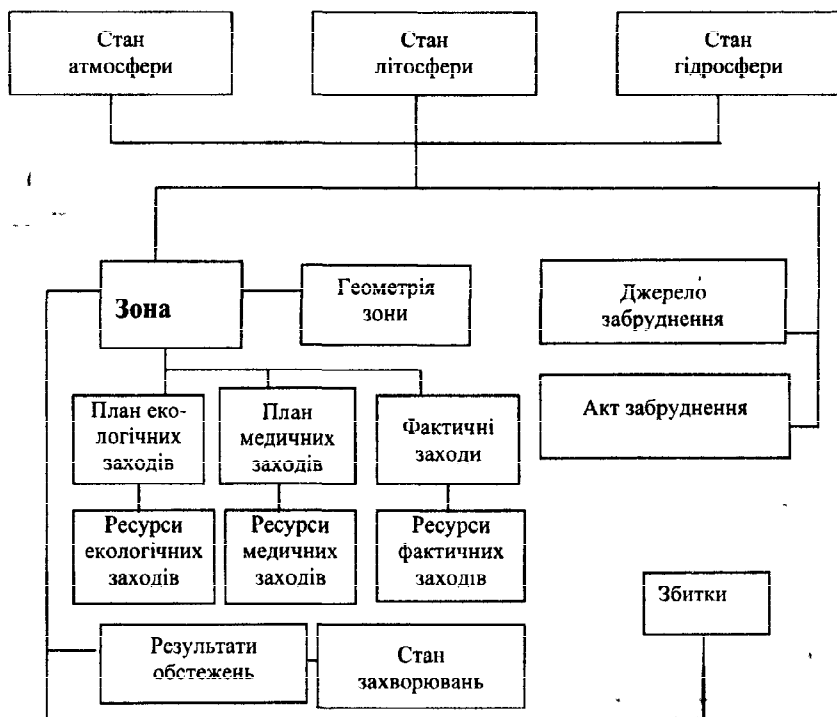 Стан
атмосфери
Стан
літосфери
Стан
гідросфери
Зона
Геометрія
зони
Джерело
забруднення
Акт забруднення
План еко-
логічних
заходів
План
медичних
заходів
Фактичні
заходи
Ресурси
екологічних
заходів
Ресурси
медичних
заходів
Ресурси
фактичних
заходів
Збитки
Результати
обстежень
Стан
захворювань